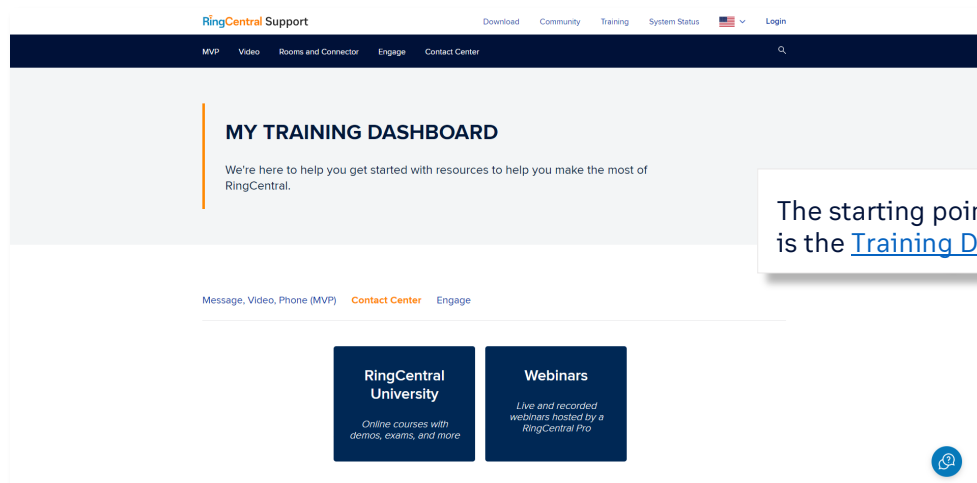 RingCentral Support
Download Community Training System Status Login
MVP Video Rooms and Connector Engage Contact Center
MY TRAINING DASHBOARD
We're here to help you get started with resources to help you make the most of
RingCentral.
The starting
is the Training
Message, Video, Phone (MVP) Contact Center Engage
RingCentral
University
Online courses with
demos, exams, and more
Webinars
Live and recorded
webinars hosted by a
RingCentral Pro